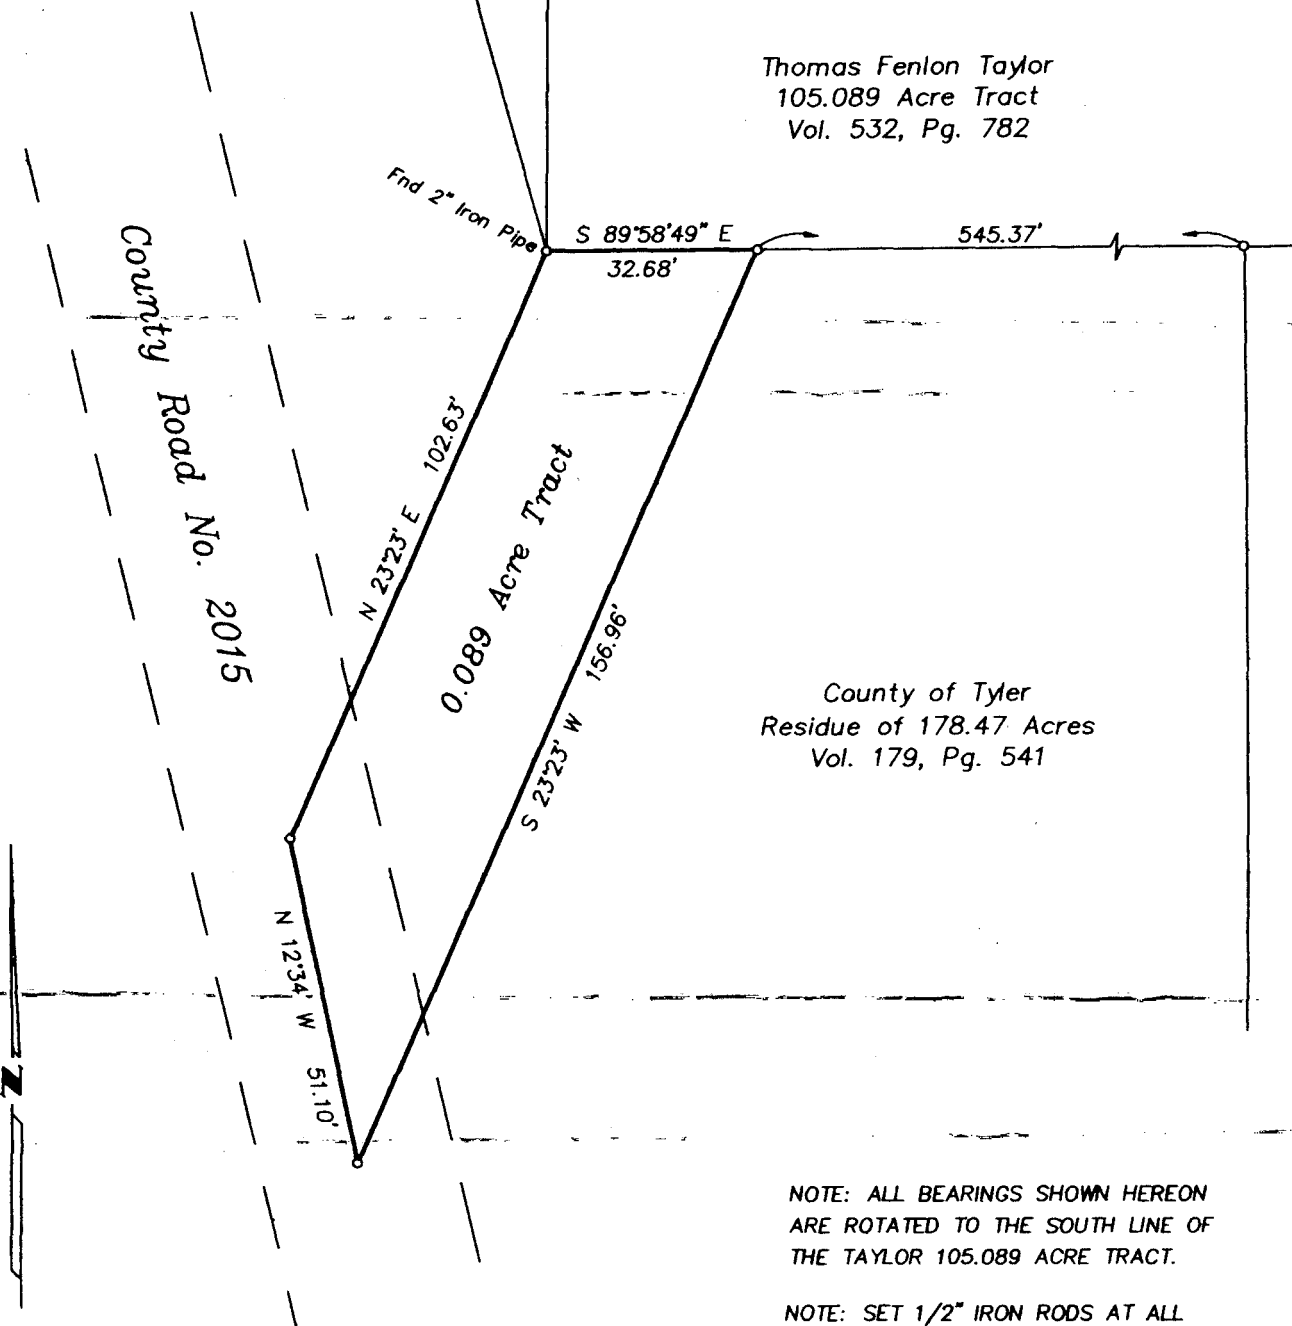 Thomas Fenlon Taylor
105.089 Acre Tract
Vol. 532, Pg. 782
Fnd 2" Iron Pipe
S 89°58'49" E
32.68'
545.37'
County Road No. 2015
N 23°23' E 102.63'
0.089 Acre Tract
S 23°23' W 156.96'
County of Tyler
Residue of 178.47 Acres
Vol. 179, Pg. 541
N 12°34' W 51.10'
N
NOTE: ALL BEARINGS SHOWN HEREON
ARE ROTATED TO THE SOUTH LINE OF
THE TAYLOR 105.089 ACRE TRACT.
NOTE: SET 1/2" IRON RODS AT ALL